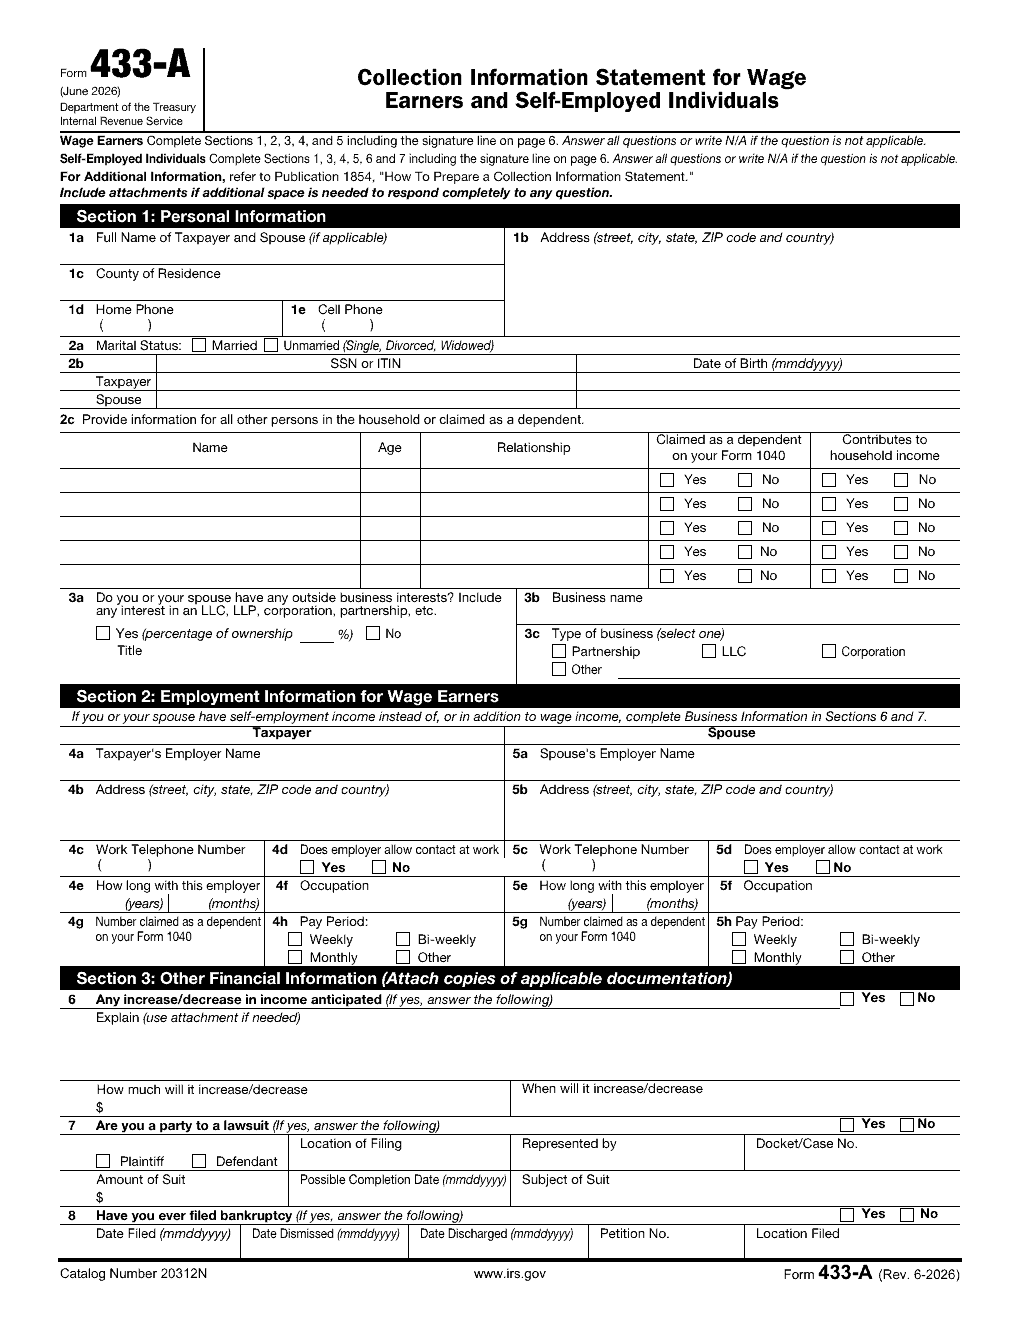 Form 433-A
(June 2026)
Department of the Treasury
Internal Revenue Service
Collection Information Statement for Wage
Earners and Self-Employed Individuals
Wage Earners Complete Sections 1, 2, 3, 4, and 5 including the signature line on page 6. Answer all questions or write N/A if the question is not applicable.
Self-Employed Individuals Complete Sections 1, 3, 4, 5, 6 and 7 including the signature line on page 6. Answer all questions or write N/A if the question is not applicable.
For Additional Information, refer to Publication 1854, "How To Prepare a Collection Information Statement."
Include attachments if additional space is needed to respond completely to any question.
Section 1: Personal Information
1a Full Name of Taxpayer and Spouse (if applicable)
1b Address (street, city, state, ZIP code and country)
1c County of Residence
1d Home Phone
( )
1e Cell Phone
( )
2a Marital Status: Married Unmarried (Single, Divorced, Widowed)
2b SSN or ITIN Date of Birth (mmddyyyy)
Taxpayer
Spouse
2c Provide information for all other persons in the household or claimed as a dependent.
Name Age Relationship Claimed as a dependent on your Form 1040 Contributes to household income
Yes No Yes No
Yes No Yes No
Yes No Yes No
Yes No Yes No
Yes No Yes No
3a Do you or your spouse have any outside business interests? Include
any interest in an LLC, LLP, corporation, partnership, etc.
Yes (percentage of ownership %) No
Title
3b Business name
3c Type of business (select one)
Partnership LLC Corporation
Other
Section 2: Employment Information for Wage Earners
If you or your spouse have self-employment income instead of, or in addition to wage income, complete Business Information in Sections 6 and 7.
Taxpayer Spouse
4a Taxpayer's Employer Name 5a Spouse's Employer Name
4b Address (street, city, state, ZIP code and country) 5b Address (street, city, state, ZIP code and country)
4c Work Telephone Number
( )
4d Does employer allow contact at work
Yes No
5c Work Telephone Number
( )
5d Does employer allow contact at work
Yes No
4e How long with this employer
(years) (months)
4f Occupation
5e How long with this employer
(years) (months)
5f Occupation
4g Number claimed as a dependent
on your Form 1040
4h Pay Period:
Weekly Bi-weekly
Monthly Other
5g Number claimed as a dependent
on your Form 1040
5h Pay Period:
Weekly Bi-weekly
Monthly Other
Section 3: Other Financial Information (Attach copies of applicable documentation)
6 Any increase/decrease in income anticipated (If yes, answer the following) Yes No
Explain (use attachment if needed)
How much will it increase/decrease
$
When will it increase/decrease
7 Are you a party to a lawsuit (If yes, answer the following) Yes No
Plaintiff Defendant
Location of Filing
Represented by
Docket/Case No.
Amount of Suit
$
Possible Completion Date (mmddyyyy)
Subject of Suit
8 Have you ever filed bankruptcy (If yes, answer the following) Yes No
Date Filed (mmddyyyy) Date Dismissed (mmddyyyy) Date Discharged (mmddyyyy) Petition No. Location Filed
Catalog Number 20312N www.irs.gov Form 433-A (Rev. 6-2026)